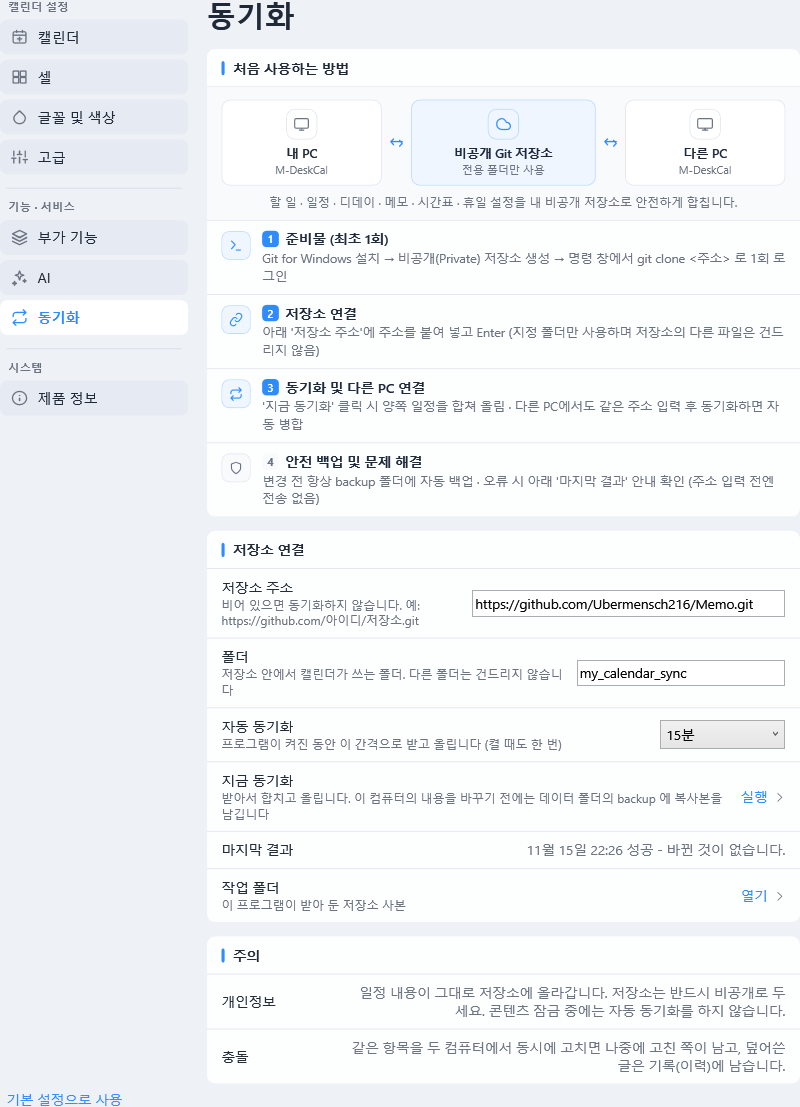 캘린더 설정
캘린더
셀
글꼴 및 색상
고급
기능 · 서비스
부가 기능
AI
동기화
시스템
제품 정보
기본 설정으로 사용
동기화
처음 사용하는 방법
내 PC
M-DeskCal
비공개 Git 저장소
전용 폴더만 사용
다른 PC
M-DeskCal
할 일 · 일정 · 디데이 · 메모 · 시간표 · 휴일 설정을 내 비공개 저장소로 안전하게 합칩니다.
1 준비물 (최초 1회)
Git for Windows 설치 → 비공개(Private) 저장소 생성 → 명령 창에서 git clone <주소> 로 1회 로
그인
2 저장소 연결
아래 '저장소 주소'에 주소를 붙여 넣고 Enter (지정 폴더만 사용하며 저장소의 다른 파일은 건드
리지 않음)
3 동기화 및 다른 PC 연결
'지금 동기화' 클릭 시 양쪽 일정을 합쳐 올림 · 다른 PC에서도 같은 주소 입력 후 동기화하면 자
동 병합
4 안전 백업 및 문제 해결
변경 전 항상 backup 폴더에 자동 백업 · 오류 시 아래 '마지막 결과' 안내 확인 (주소 입력 전엔
전송 없음)
저장소 연결
저장소 주소
비어 있으면 동기화하지 않습니다. 예:
https://github.com/아이디/저장소.git
https://github.com/Ubermensch216/Memo.git
폴더
저장소 안에서 캘린더가 쓰는 폴더. 다른 폴더는 건드리지 않습니
다
my_calendar_sync
자동 동기화
프로그램이 켜진 동안 이 간격으로 받고 올립니다 (켤 때도 한 번)
15분
지금 동기화
받아서 합치고 올립니다. 이 컴퓨터의 내용을 바꾸기 전에는 데이터 폴더의 backup 에 복사본을
남깁니다
실행
마지막 결과
11월 15일 22:26 성공 - 바뀐 것이 없습니다.
작업 폴더
이 프로그램이 받아 둔 저장소 사본
열기
주의
개인정보
일정 내용이 그대로 저장소에 올라갑니다. 저장소는 반드시 비공개로 두
세요. 콘텐츠 잠금 중에는 자동 동기화를 하지 않습니다.
충돌
같은 항목을 두 컴퓨터에서 동시에 고치면 나중에 고친 쪽이 남고, 덮어쓴
글은 기록(이력)에 남습니다.